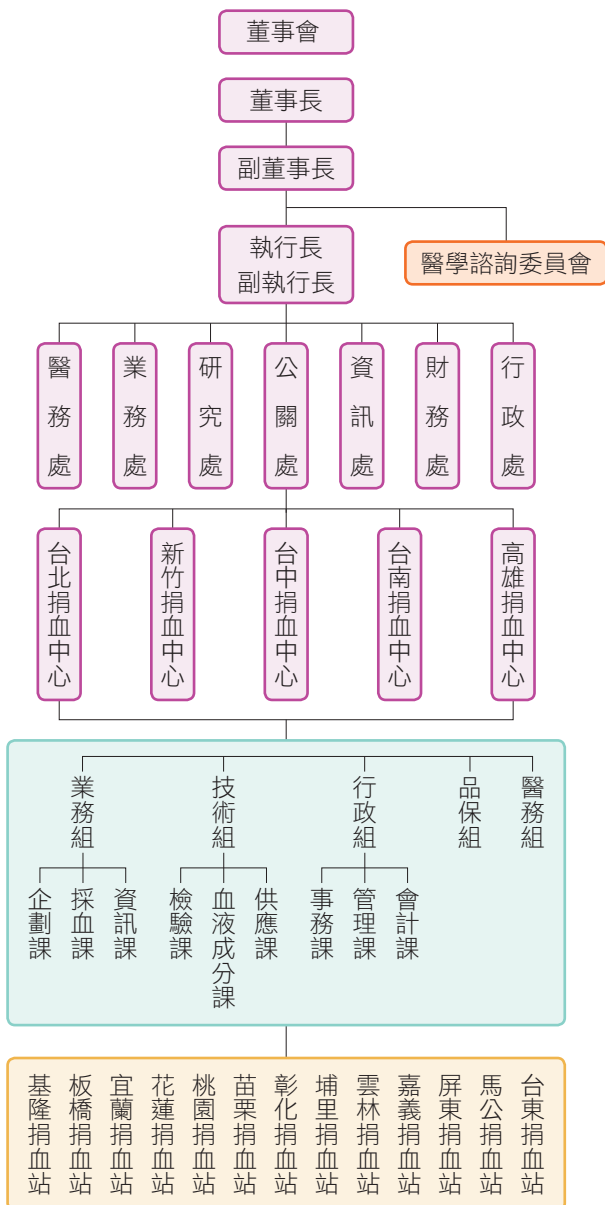 董事會
董事長
副董事長
執行長
副執行長
醫學諮詢委員會
醫務處
業務處
研究處
公關處
資訊處
財務處
行政處
台北捐血中心
新竹捐血中心
台中捐血中心
台南捐血中心
高雄捐血中心
業務組
技術組
行政組
品保組
醫務組
企劃課
採血課
資訊課
檢驗課
血液成分課
供應課
事務課
管理課
會計課
基隆捐血站
板橋捐血站
宜蘭捐血站
花蓮捐血站
桃園捐血站
苗栗捐血站
彰化捐血站
埔里捐血站
雲林捐血站
嘉義捐血站
屏東捐血站
馬公捐血站
台東捐血站